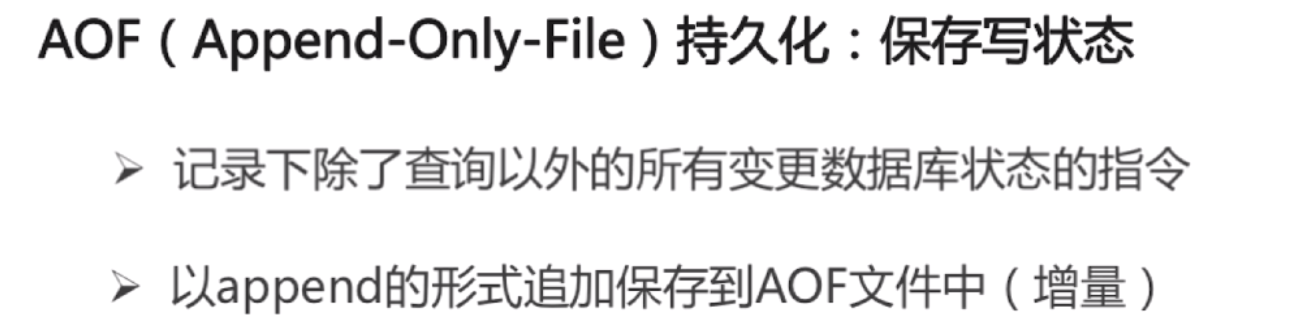 AOF（Append-Only-File）持久化：保存写状态
➢ 记录下除了查询以外的所有变更数据库状态的指令
➢ 以append的形式追加保存到AOF文件中（增量）